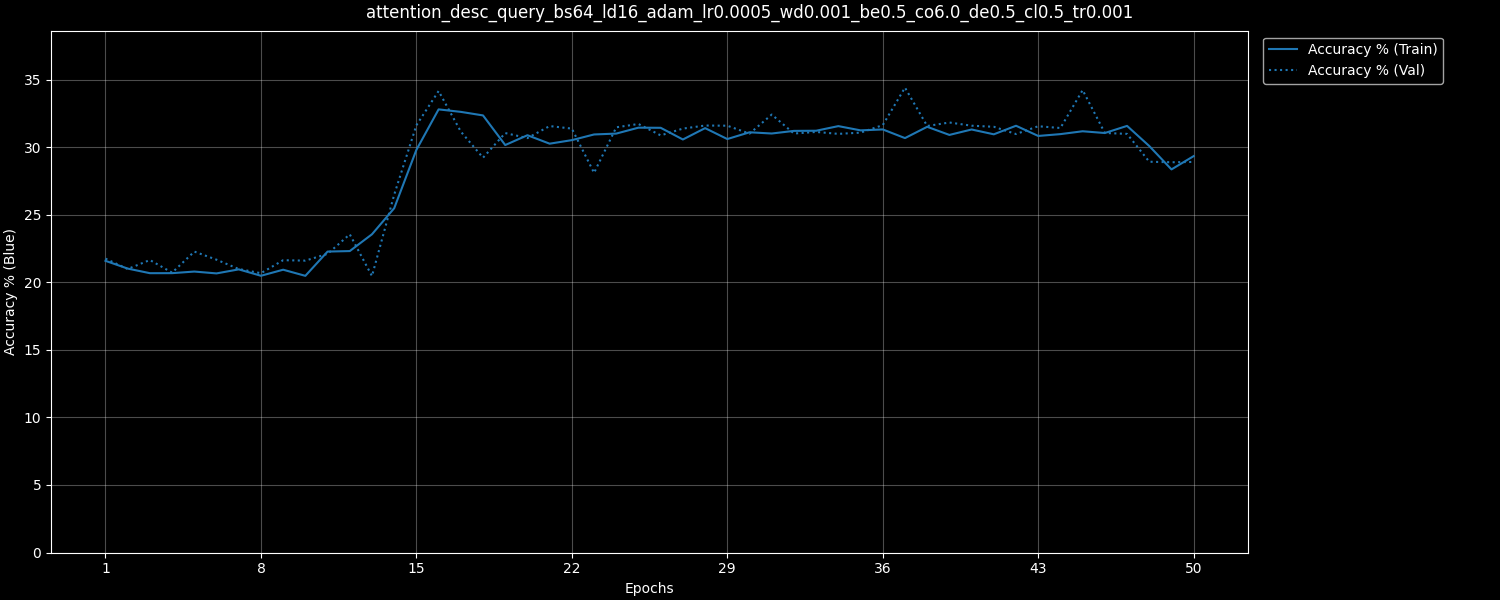 attention_desc_query_bs64_ld16_adam_lr0.0005_wd0.001_be0.5_co6.0_de0.5_cl0.5_tr0.001
Accuracy % (Train)
Accuracy % (Val)
Accuracy % (Blue)
35
30
25
20
15
10
5
0
1 8 15 22 29 36 43 50
Epochs